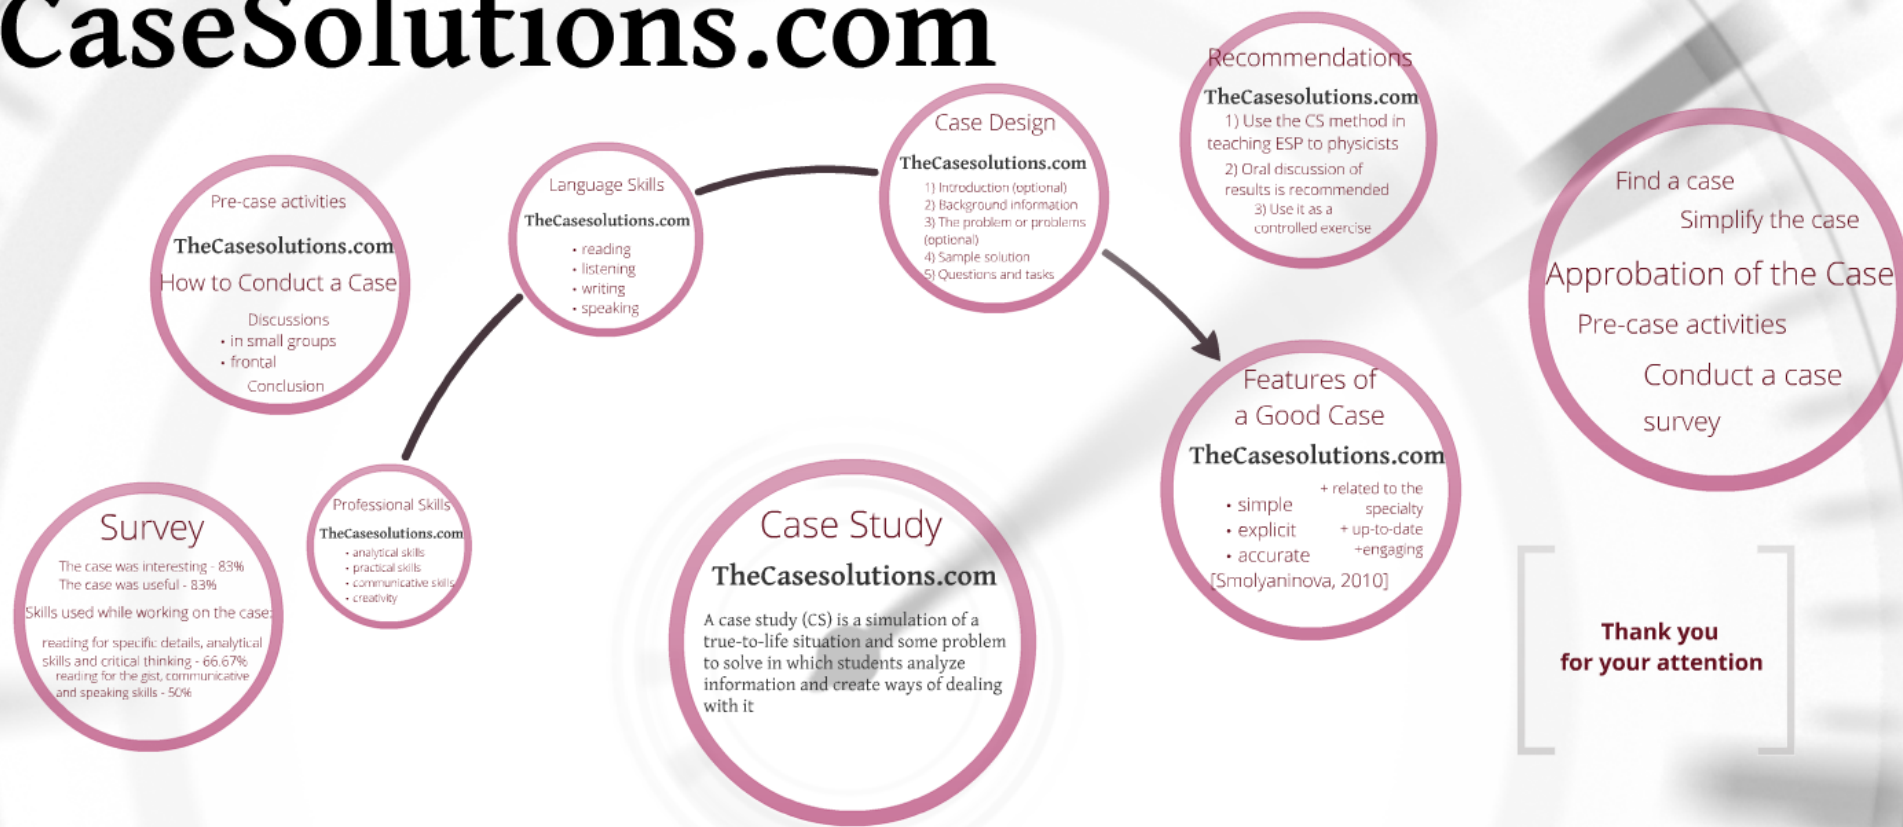 CaseSolutions.com
Pre-case activities
TheCasesolutions.com
How to Conduct a Case
Discussions
• in small groups
• frontal
Conclusion
Language Skills
TheCasesolutions.com
• reading
• listening
• writing
• speaking
Case Design
TheCasesolutions.com
1) Introduction (optional)
2) Background information
3) The problem or problems
(optional)
4) Sample solution
5) Questions and tasks
Recommendations
TheCasesolutions.com
1) Use the CS method in
teaching ESP to physicists
2) Oral discussion of
results is recommended
3) Use it as a
controlled exercise
Find a case
Simplify the case
Approbation of the Case
Pre-case activities
Conduct a case
survey
Survey
The case was interesting - 83%
The case was useful - 83%
Skills used while working on the case:
reading for specific details, analytical
skills and critical thinking - 66.67%
reading for the gist, communicative
and speaking skills - 50%
Professional Skills
TheCasesolutions.com
• analytical skills
• practical skills
• communicative skills
• creativity
Case Study
TheCasesolutions.com
A case study (CS) is a simulation of a
true-to-life situation and some problem
to solve in which students analyze
information and create ways of dealing
with it
Features of
a Good Case
TheCasesolutions.com
• simple
• explicit
• accurate
+ related to the
specialty
+ up-to-date
+engaging
[Smolyaninova, 2010]
Thank you
for your attention